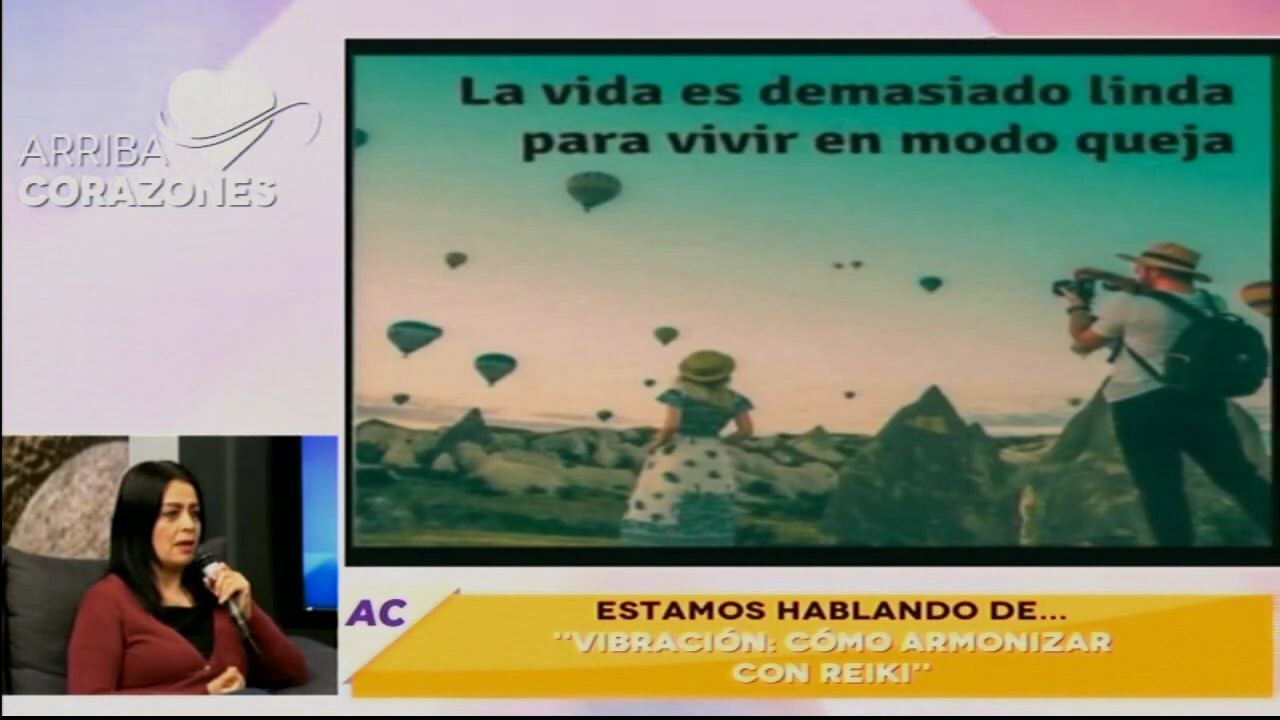 ARRIBA
CORAZONES
La vida es demasiado linda
para vivir en modo queja
AC
ESTAMOS HABLANDO DE...
"VIBRACIÓN: CÓMO ARMONIZAR
CON REIKI"